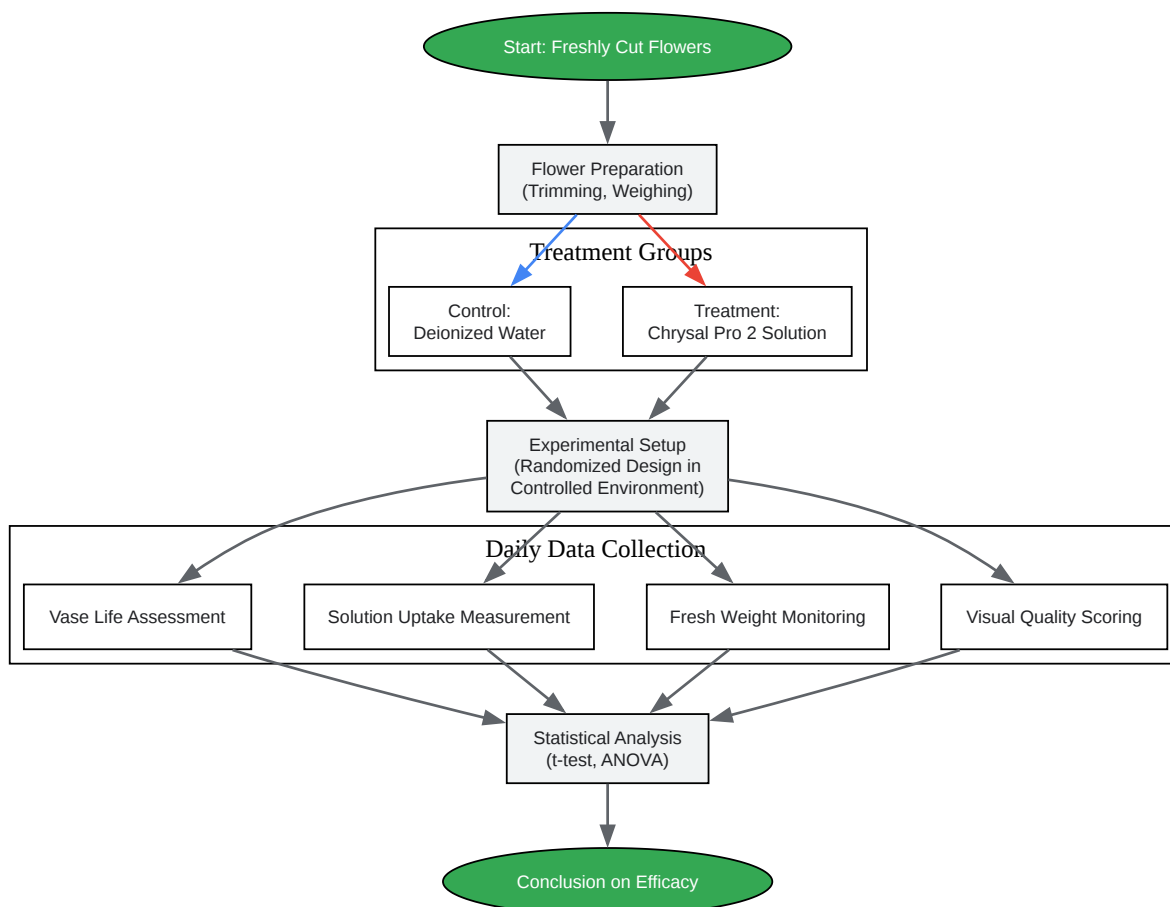 Start: Freshly Cut Flowers
Flower Preparation
(Trimming, Weighing)
Treatment Groups
Control:
Deionized Water
Treatment:
Chrysal Pro 2 Solution
Experimental Setup
(Randomized Design in
Controlled Environment)
Daily Data Collection
Vase Life Assessment
Solution Uptake Measurement
Fresh Weight Monitoring
Visual Quality Scoring
Statistical Analysis
(t-test, ANOVA)
Conclusion on Efficacy